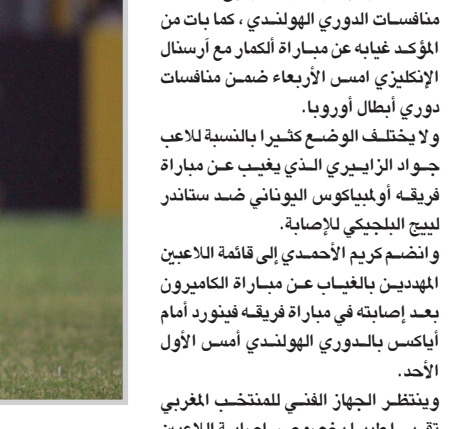 منافسات الدوري الهولندي ، كما بات من
المؤكد غيابه عن مباراة ألكمار مع آرسنال
الإنكليزي امس الأربعاء ضمن منافسات
دوري أبطال أوروبا.
ولا يختلف الوضع كثيرا بالنسبة للاعب
جواد الزايري الذي يغيب عن مباراة
فريقه أولمبياكوس اليوناني ضد ستاندر
لييج البلجيكي للإصابة.
وانضم كريم الأحمدي إلى قائمة اللاعبين
المهددين بالغياب عن مباراة الكاميرون
بعد إصابته في مباراة فريقه فينورد أمام
أياكس بالدوري الهولندي أمس الأول
الأحد.
وينتظر الجهاز الفني للمنتخب المغربي